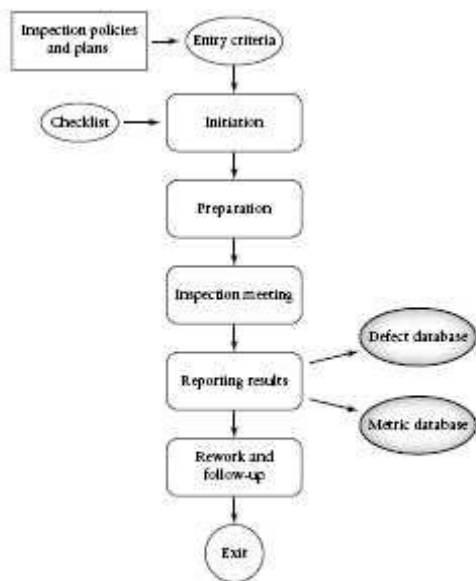 Inspection policies
and plans
Entry criteria
Checklist
Initiation
Preparation
Inspection meeting
Defect database
Reporting results
Metric database
Rework and
follow-up
Exit